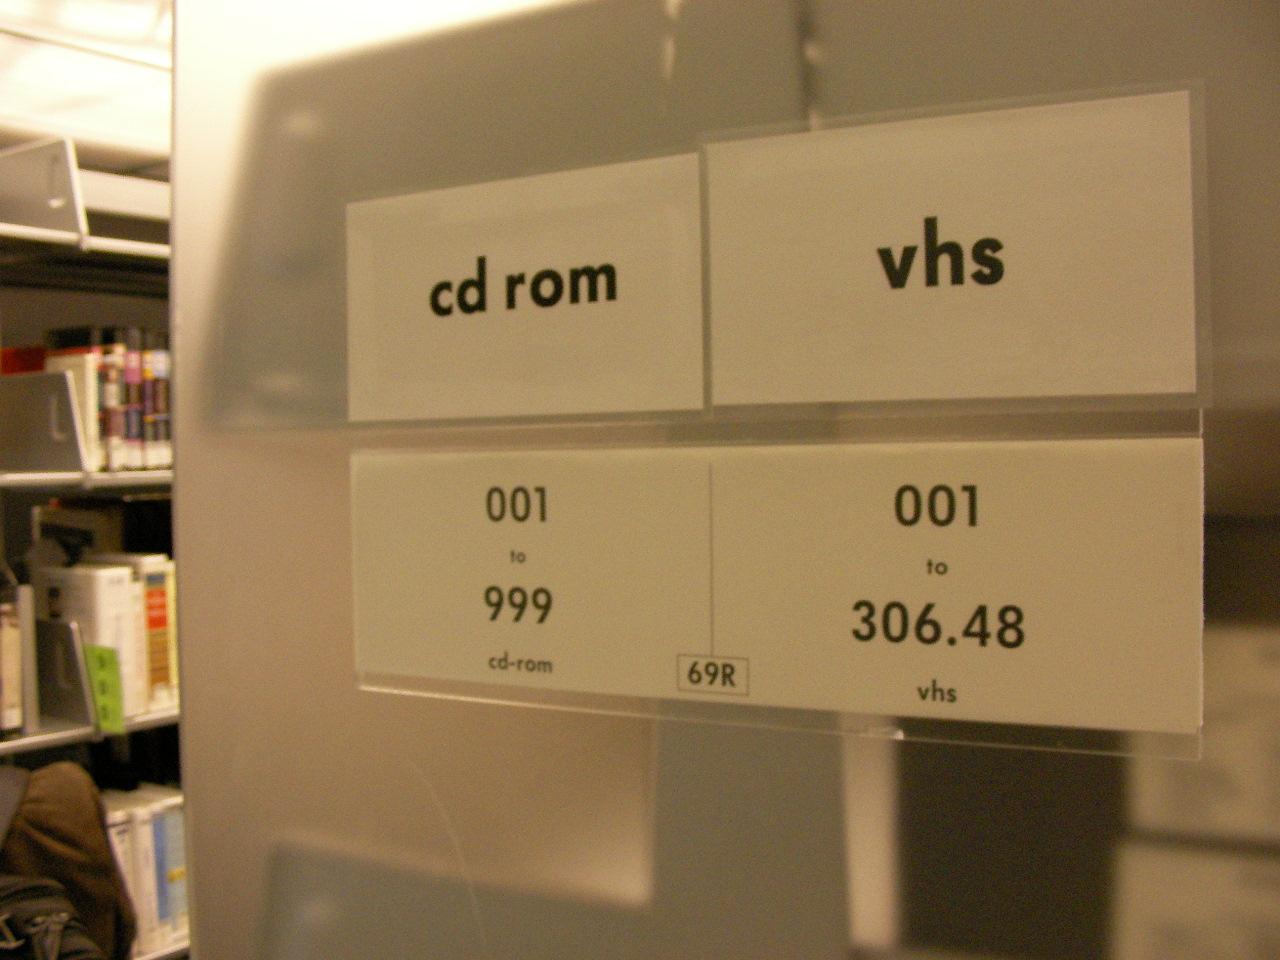 cd rom
vhs
001
to
999
cd-rom
69R
001
to
306.48
vhs